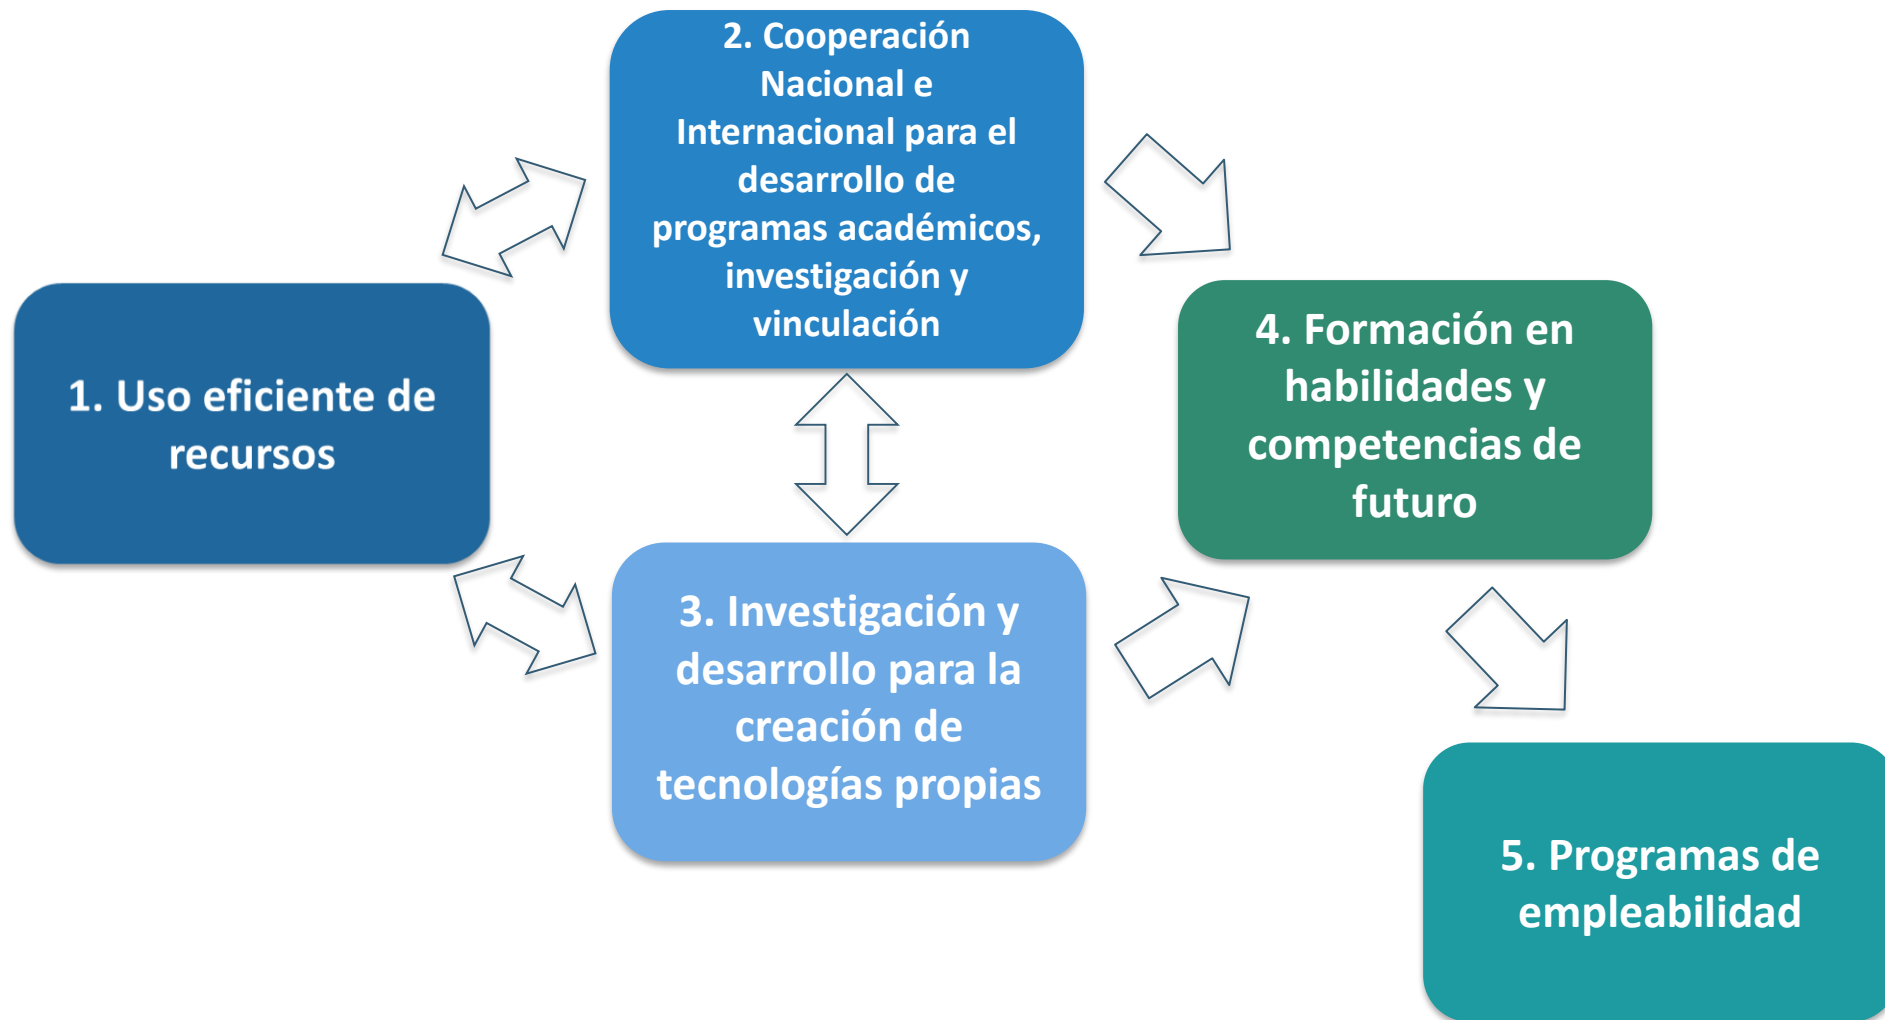 1. Uso eficiente de
recursos
2. Cooperación
Nacional e
Internacional para el
desarrollo de
programas académicos,
investigación y
vinculación
3. Investigación y
desarrollo para la
creación de
tecnologías propias
4. Formación en
habilidades y
competencias de
futuro
5. Programas de
empleabilidad